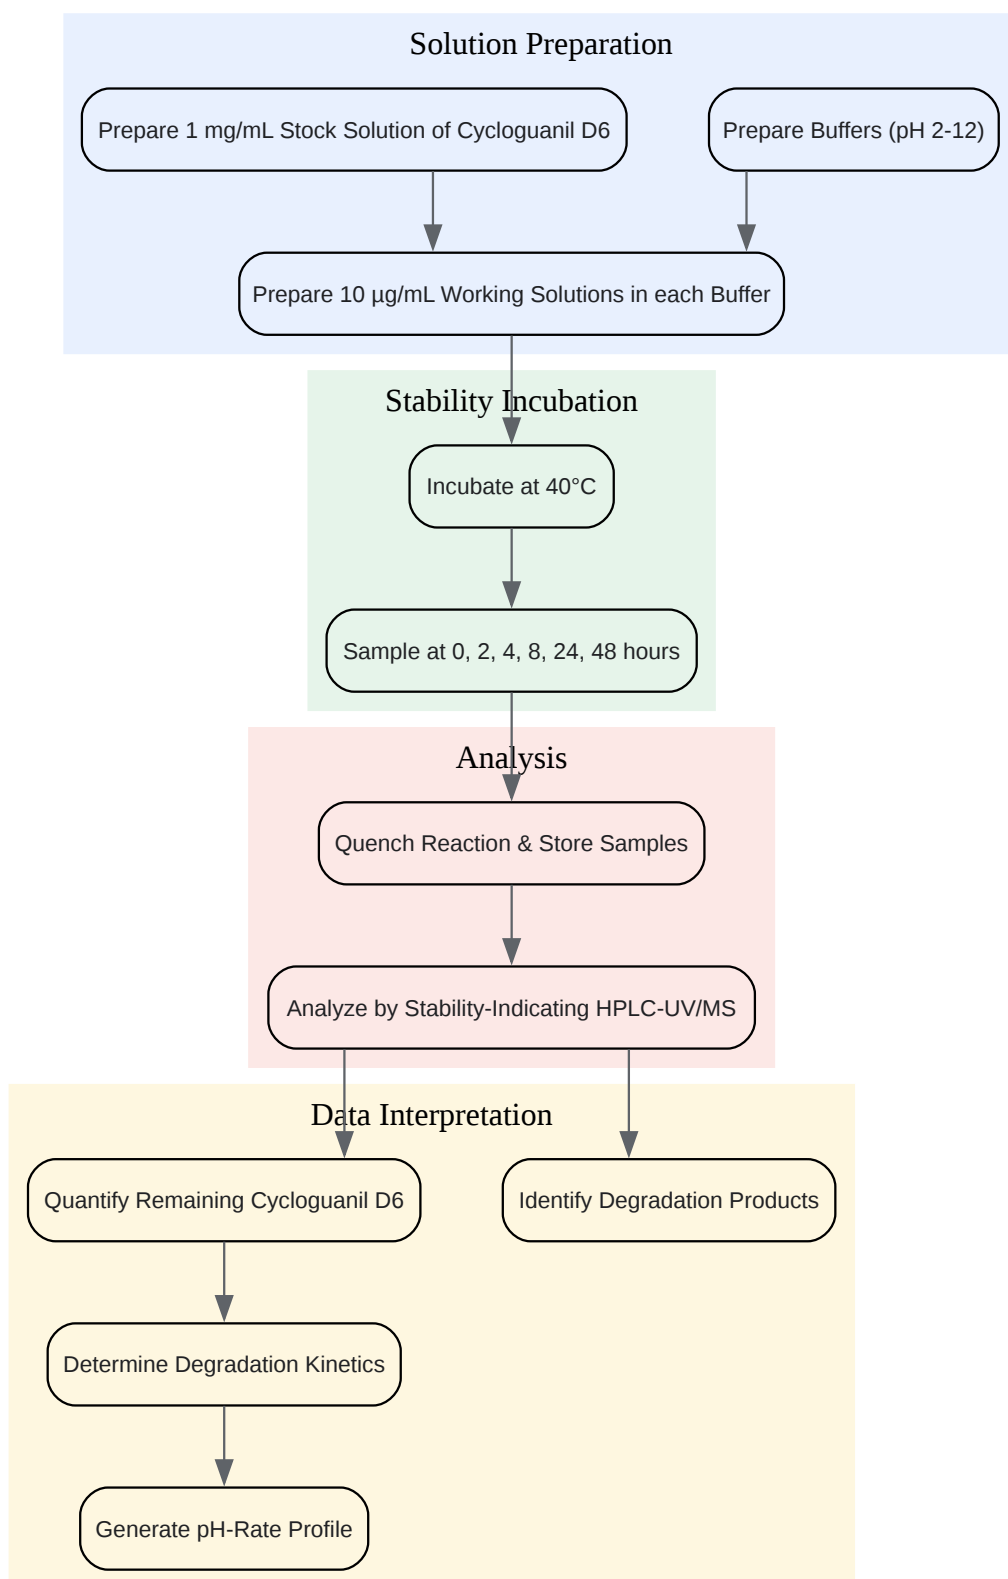 Solution Preparation
Prepare 1 mg/mL Stock Solution of Cycloguanil D6
Prepare Buffers (pH 2-12)
Prepare 10 µg/mL Working Solutions in each Buffer
Stability Incubation
Incubate at 40°C
Sample at 0, 2, 4, 8, 24, 48 hours
Analysis
Quench Reaction & Store Samples
Analyze by Stability-Indicating HPLC-UV/MS
Data Interpretation
Quantify Remaining Cycloguanil D6
Identify Degradation Products
Determine Degradation Kinetics
Generate pH-Rate Profile